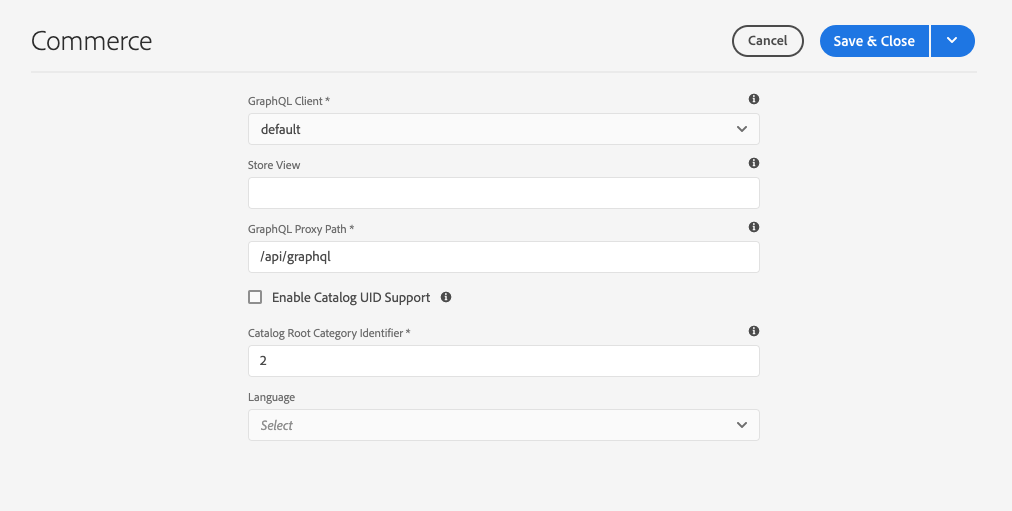 Commerce
Cancel
Save & Close
GraphQL Client *
default
Store View
GraphQL Proxy Path *
/api/graphql
Enable Catalog UID Support
Catalog Root Category Identifier *
2
Language
Select